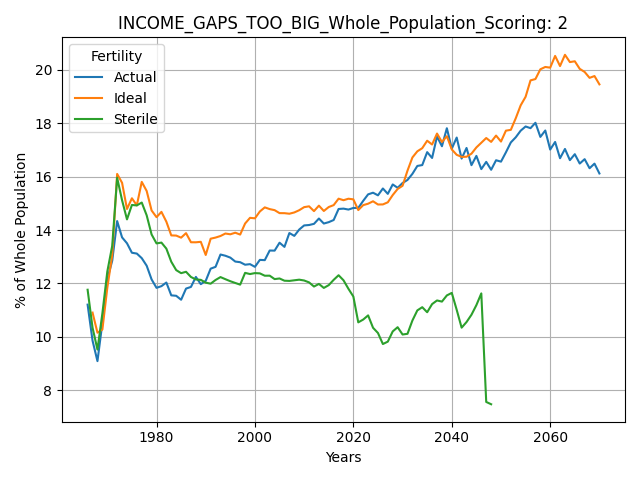 INCOME_GAPS_TOO_BIG_Whole_Population_Scoring: 2
Fertility
Actual
Ideal
Sterile
% of Whole Population
20
18
16
14
12
10
8
1980 2000 2020 2040 2060
Years